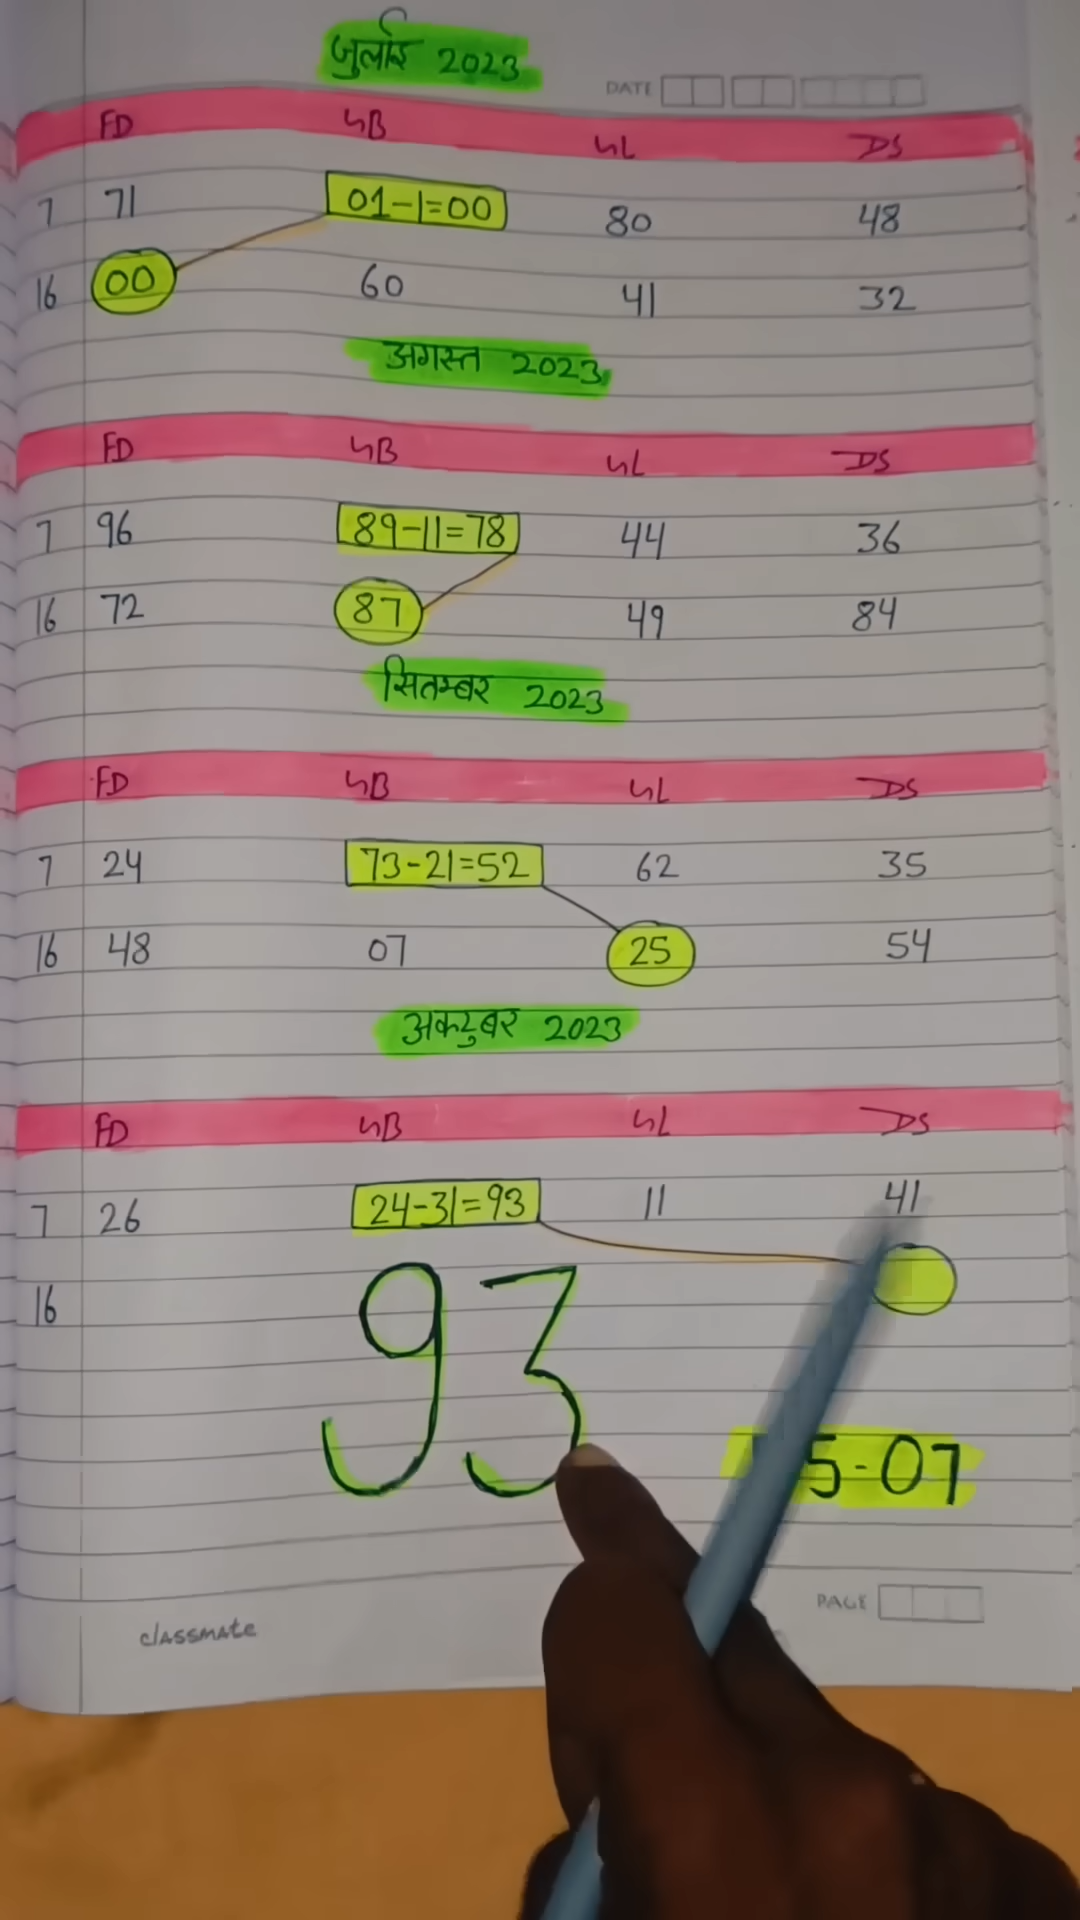 जुलाई 2023
DATE
FD GB GL DS
7 71 01-1=00 80 48
16 00 60 41 32
अगस्त 2023
FD GB GL DS
7 96 89-11=78 44 36
16 72 87 49 84
सितम्बर 2023
FD GB GL DS
7 24 73-21=52 62 35
16 48 07 25 54
अक्टुबर 2023
FD GB GL DS
7 26 24-31=93 11 41
16
93
5-07
PAGE
classmate